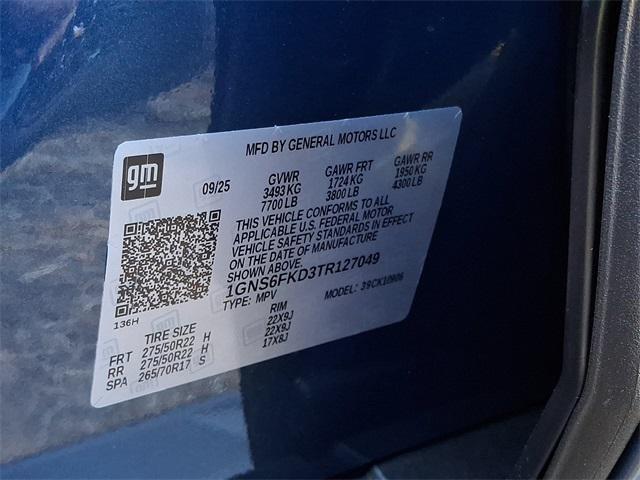 MFD BY GENERAL MOTORS LLC
gm
09/25 GVWR GAWR FRT GAWR RR
3493 KG 1724 KG 1950 KG
7700 LB 3800 LB 4300 LB
THIS VEHICLE CONFORMS TO ALL
APPLICABLE U.S. FEDERAL MOTOR
VEHICLE SAFETY STANDARDS IN EFFECT
ON THE DATE OF MANUFACTURE
SHOWN ABOVE.
1GNS6FKD3TR127049
TYPE: MPV MODEL: 39CK10906
136H
TIRE SIZE RIM
FRT 275/50R22 H 22X9J
RR 275/50R22 H 22X9J
SPA 265/70R17 S 17X8J